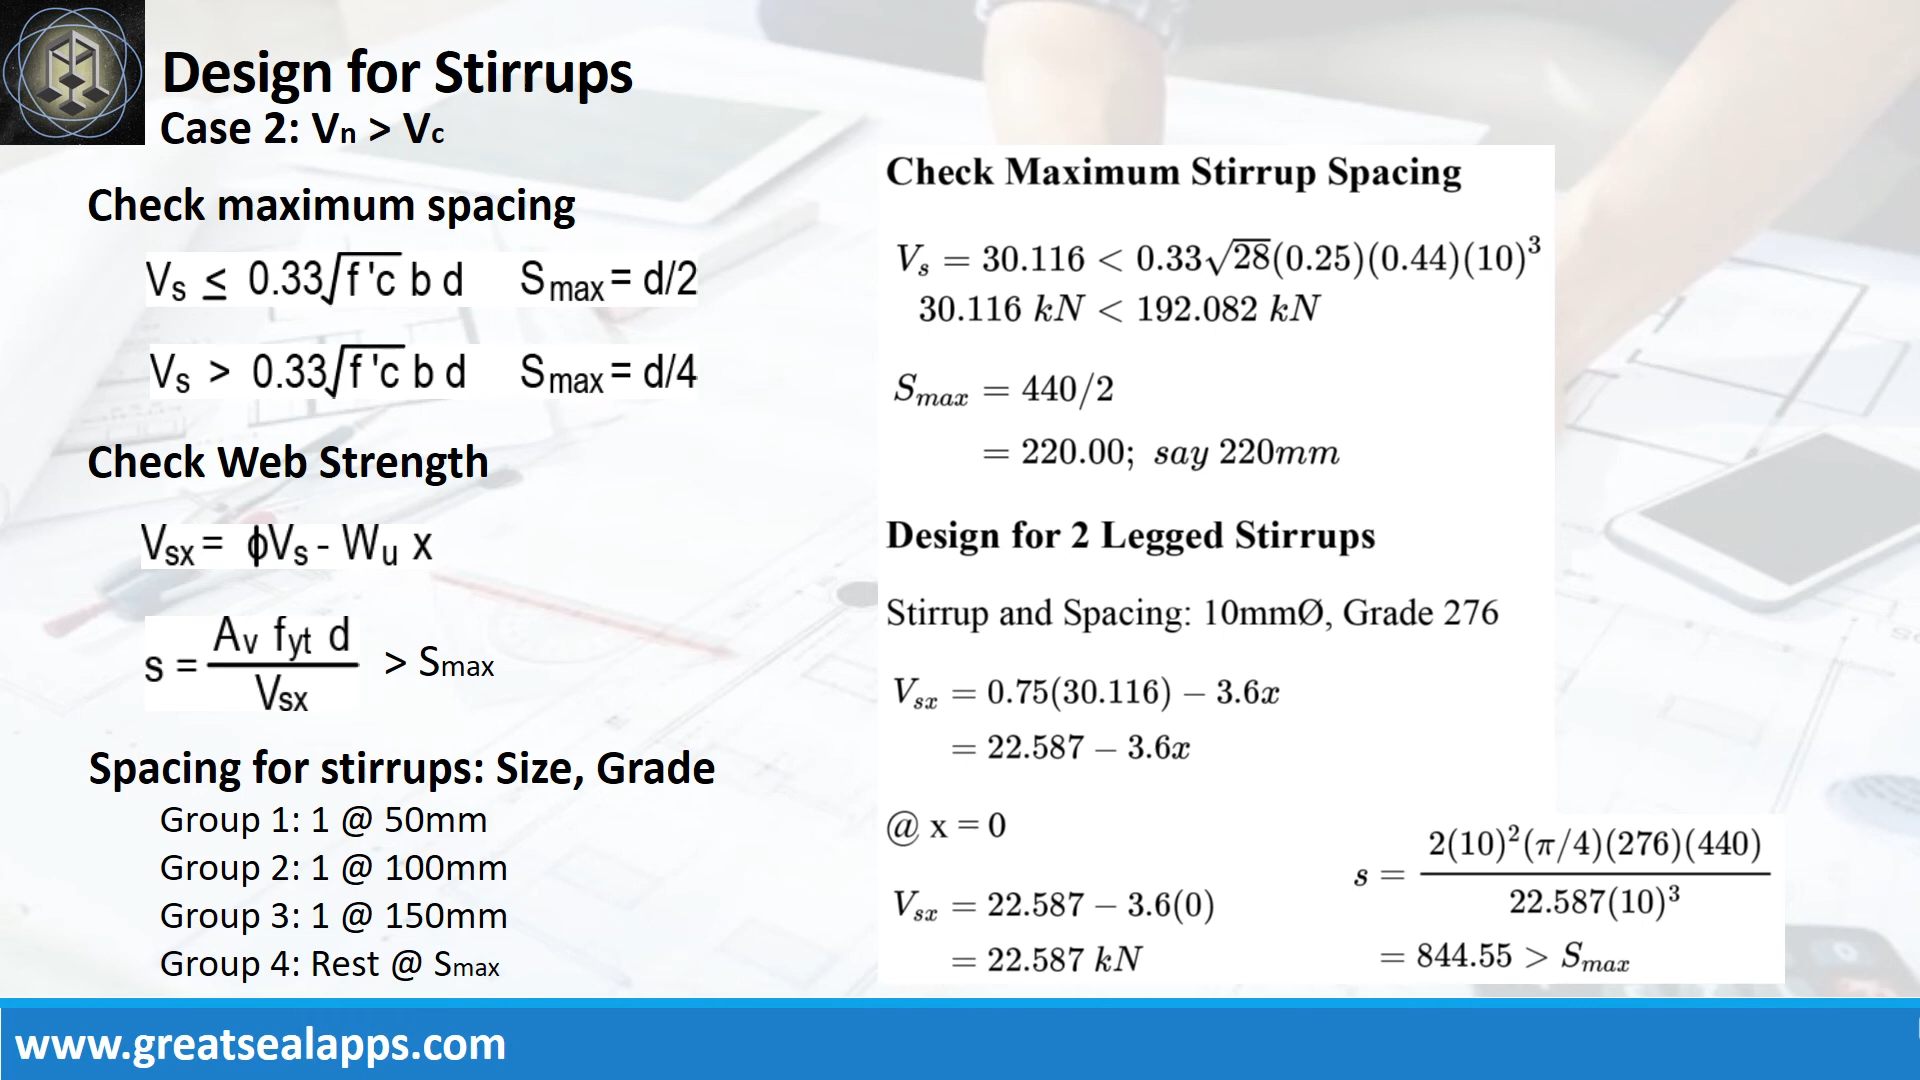 Design for Stirrups
Case 2: Vn > Vc
Check maximum spacing
Vs ≤ 0.33√f'c b d Smax = d/2
Vs > 0.33√f'c b d Smax = d/4
Check Web Strength
Vsx = ϕVs - Wu x
s = Av fyt d / Vsx > Smax
Spacing for stirrups: Size, Grade
Group 1: 1 @ 50mm
Group 2: 1 @ 100mm
Group 3: 1 @ 150mm
Group 4: Rest @ Smax
Check Maximum Stirrup Spacing
Vs = 30.116 < 0.33√28(0.25)(0.44)(10)³
30.116 kN < 192.082 kN
Smax = 440/2
= 220.00; say 220mm
Design for 2 Legged Stirrups
Stirrup and Spacing: 10mmØ, Grade 276
Vsx = 0.75(30.116) − 3.6x
= 22.587 − 3.6x
@ x = 0
Vsx = 22.587 − 3.6(0)
= 22.587 kN
s = 2(10)²(π/4)(276)(440) / 22.587(10)³
= 844.55 > Smax
www.greatsealapps.com